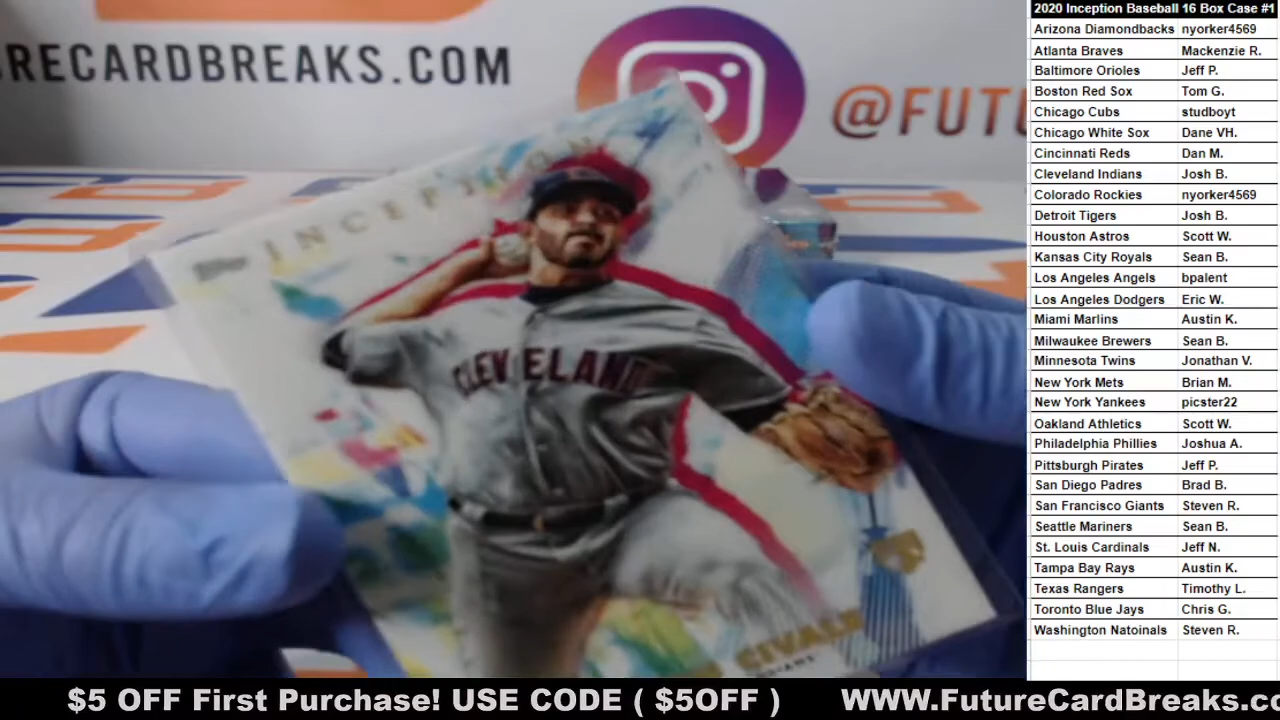 RECARDBREAKS.COM
@FUTU
INCEPTION
CLEVELAND
CIVALE
2020 Inception Baseball 16 Box Case #1
Arizona Diamondbacks nyorker4569
Atlanta Braves Mackenzie R.
Baltimore Orioles Jeff P.
Boston Red Sox Tom G.
Chicago Cubs studboyt
Chicago White Sox Dane VH.
Cincinnati Reds Dan M.
Cleveland Indians Josh B.
Colorado Rockies nyorker4569
Detroit Tigers Josh B.
Houston Astros Scott W.
Kansas City Royals Sean B.
Los Angeles Angels bpalent
Los Angeles Dodgers Eric W.
Miami Marlins Austin K.
Milwaukee Brewers Sean B.
Minnesota Twins Jonathan V.
New York Mets Brian M.
New York Yankees picster22
Oakland Athletics Scott W.
Philadelphia Phillies Joshua A.
Pittsburgh Pirates Jeff P.
San Diego Padres Brad B.
San Francisco Giants Steven R.
Seattle Mariners Sean B.
St. Louis Cardinals Jeff N.
Tampa Bay Rays Austin K.
Texas Rangers Timothy L.
Toronto Blue Jays Chris G.
Washington Natoinals Steven R.
$5 OFF First Purchase! USE CODE ( $5OFF ) WWW.FutureCardBreaks.co